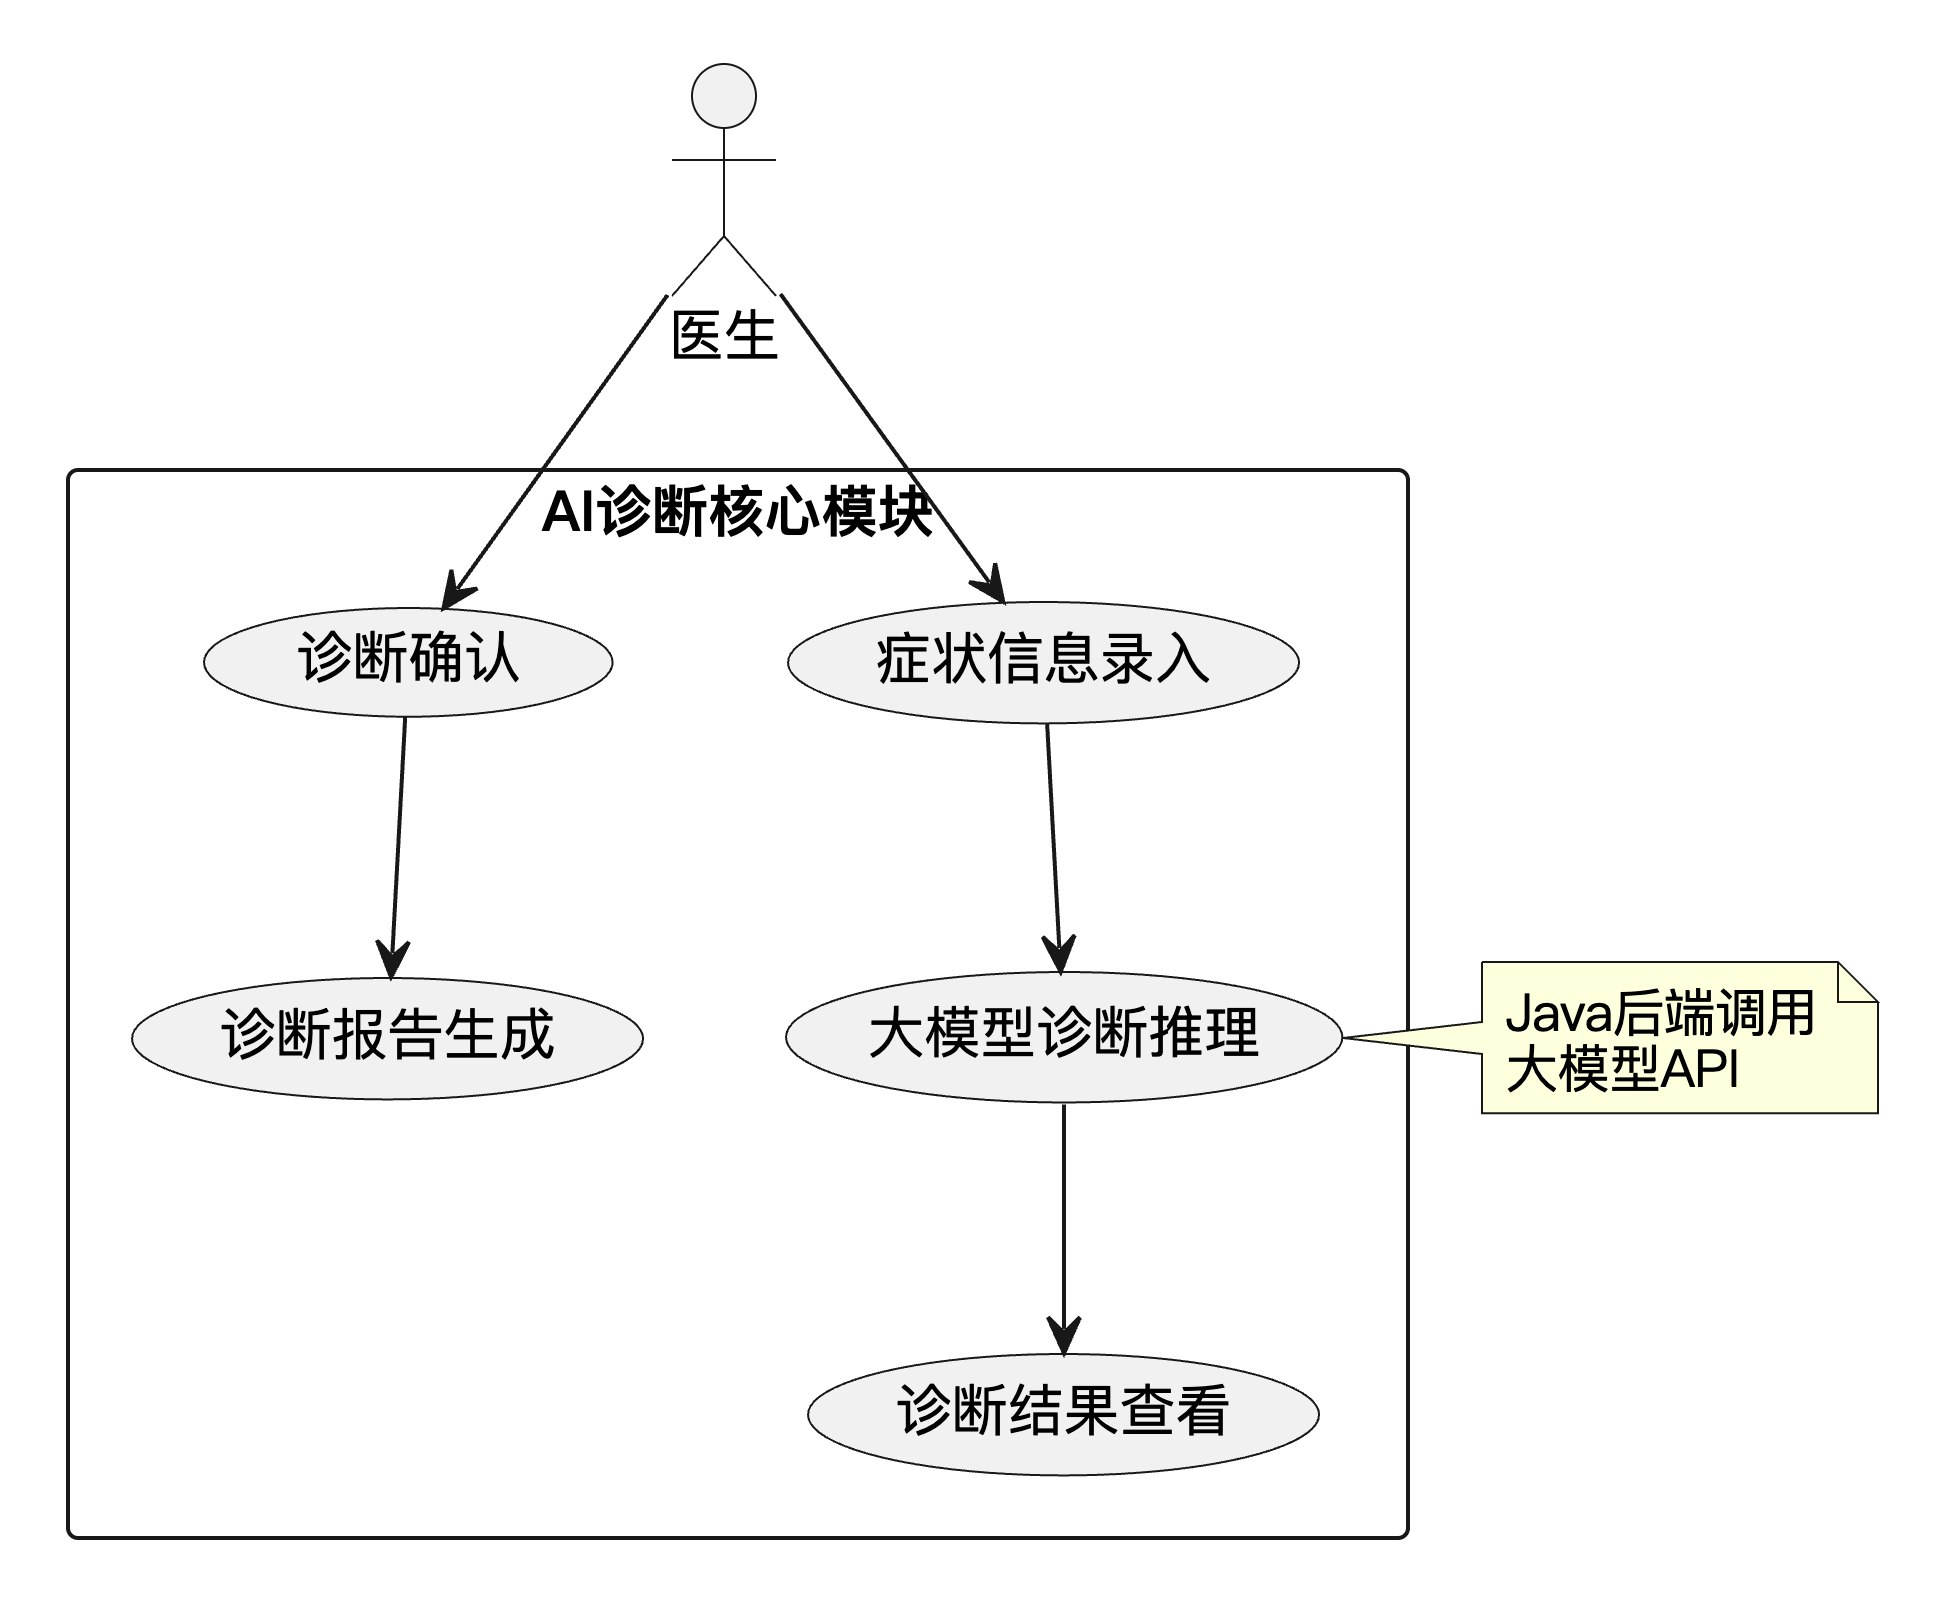 医生
AI诊断核心模块
诊断确认
症状信息录入
诊断报告生成
大模型诊断推理
Java后端调用
大模型API
诊断结果查看